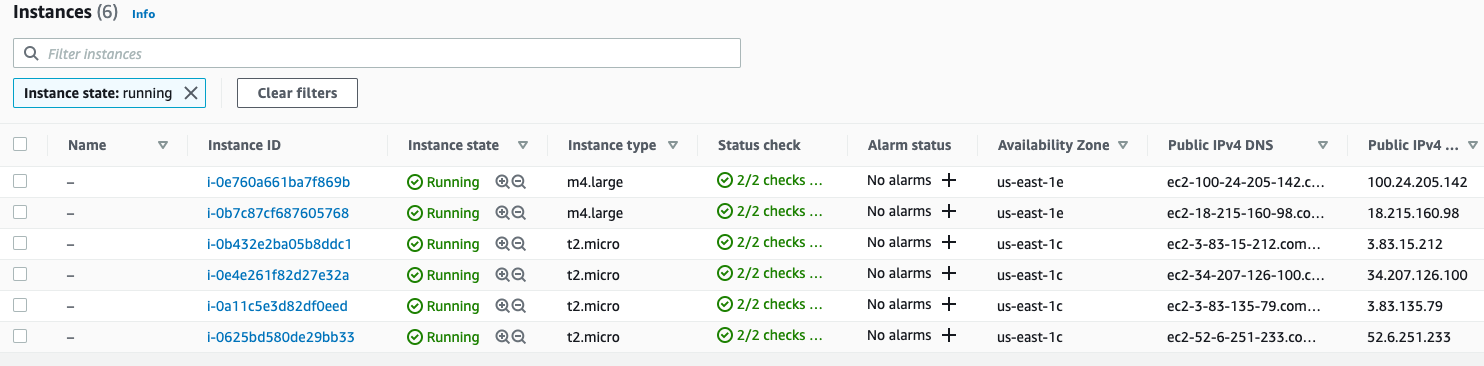 Instances (6) Info
Filter instances
Instance state: running Clear filters
Name Instance ID Instance state Instance type Status check Alarm status Availability Zone Public IPv4 DNS Public IPv4 ...
– i-0e760a661ba7f869b Running m4.large 2/2 checks ... No alarms + us-east-1e ec2-100-24-205-142.c... 100.24.205.142
– i-0b7c87cf687605768 Running m4.large 2/2 checks ... No alarms + us-east-1e ec2-18-215-160-98.co... 18.215.160.98
– i-0b432e2ba05b8ddc1 Running t2.micro 2/2 checks ... No alarms + us-east-1c ec2-3-83-15-212.com... 3.83.15.212
– i-0e4e261f82d27e32a Running t2.micro 2/2 checks ... No alarms + us-east-1c ec2-34-207-126-100.c... 34.207.126.100
– i-0a11c5e3d82df0eed Running t2.micro 2/2 checks ... No alarms + us-east-1c ec2-3-83-135-79.com... 3.83.135.79
– i-0625bd580de29bb33 Running t2.micro 2/2 checks ... No alarms + us-east-1c ec2-52-6-251-233.co... 52.6.251.233